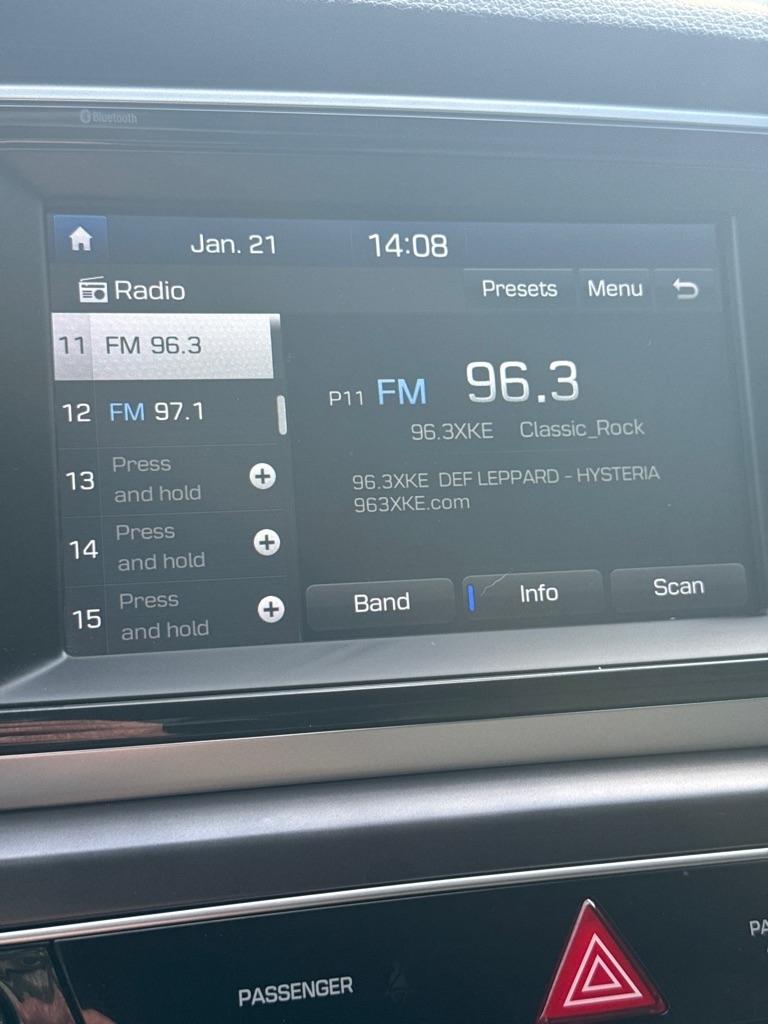 Bluetooth
Jan. 21 14:08
Radio Presets Menu
11 FM 96.3
12 FM 97.1
13 Press and hold
14 Press and hold
15 Press and hold
P11 FM 96.3
96.3XKE Classic_Rock
96.3XKE DEF LEPPARD - HYSTERIA
963XKE.com
Band Info Scan
PASSENGER